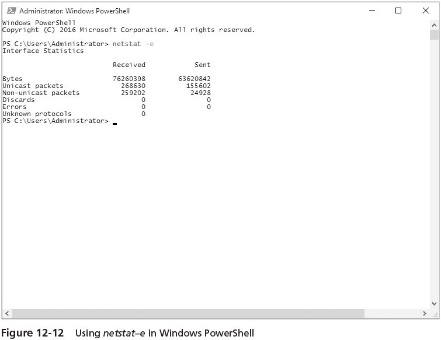 Administrator: Windows PowerShell
Windows PowerShell
Copyright (C) 2016 Microsoft Corporation. All rights reserved.
PS C:\Users\Administrator> netstat -e
Interface Statistics
Received Sent
Bytes 76260398 63620842
Unicast packets 268630 155602
Non-unicast packets 259202 24928
Discards 0 0
Errors 0 0
Unknown protocols 0
PS C:\Users\Administrator>
Figure 12-12 Using netstat–e in Windows PowerShell